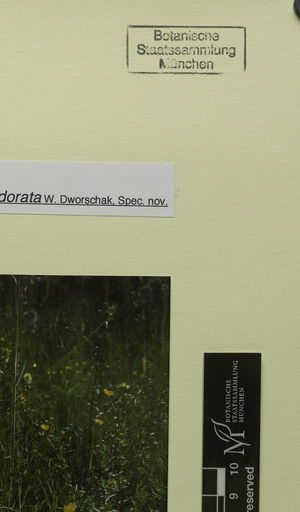 Botanische
Staatssammlung
München
dorata W. Dworschak, Spec. nov.
BOTANISCHE
STAATSSAMMLUNG
MÜNCHEN
9 10
reserved